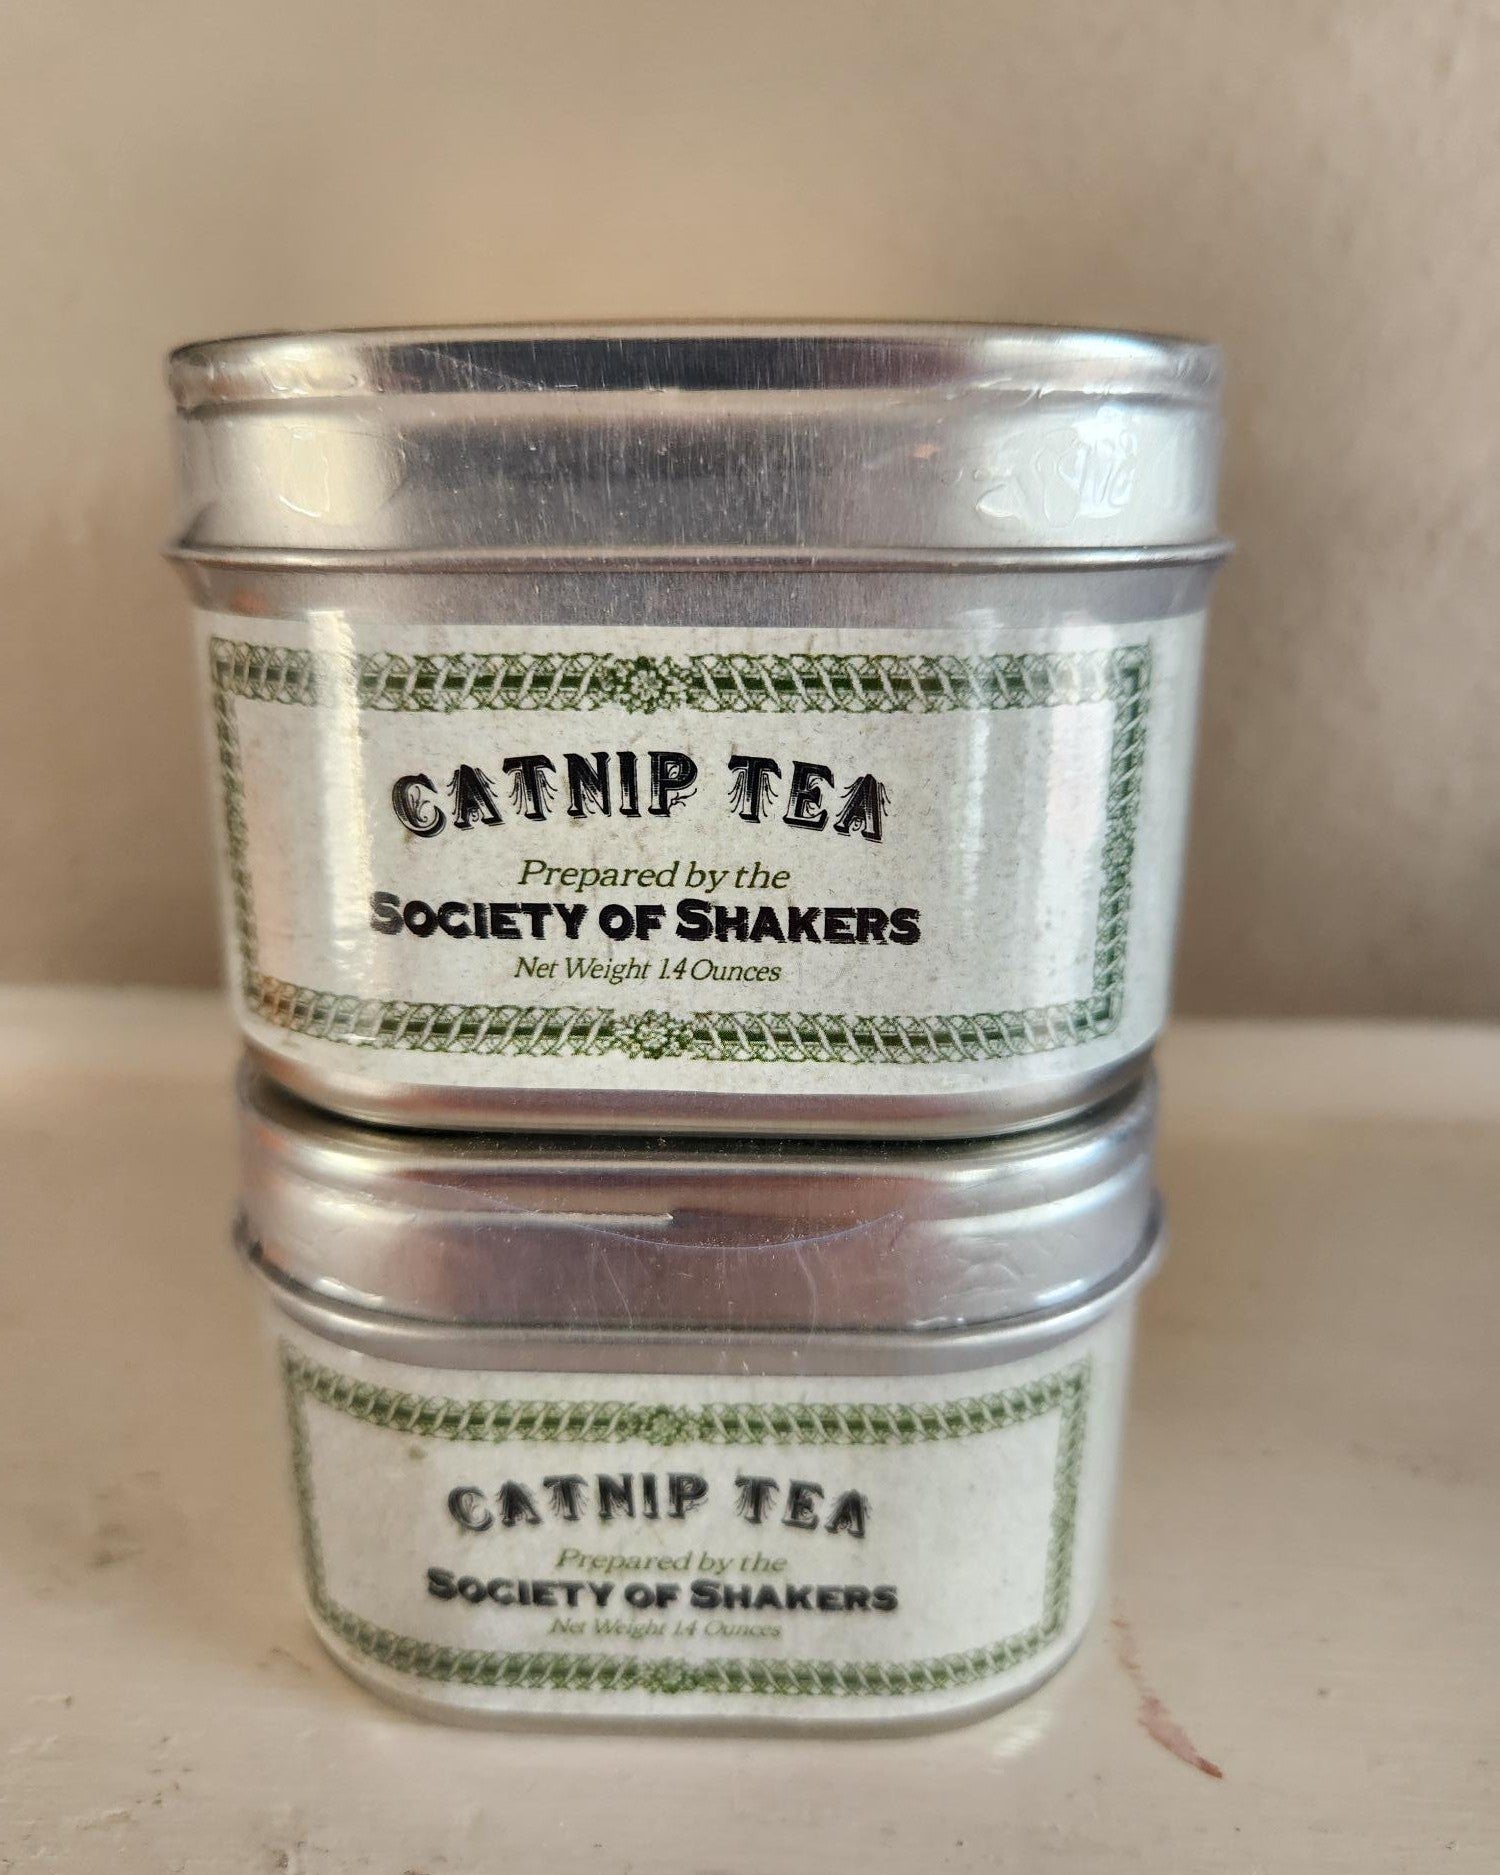 CATNIP TEA
Prepared by the
SOCIETY OF SHAKERS
Net Weight 1.4 Ounces
CATNIP TEA
Prepared by the
SOCIETY OF SHAKERS
Net Weight 1.4 Ounces